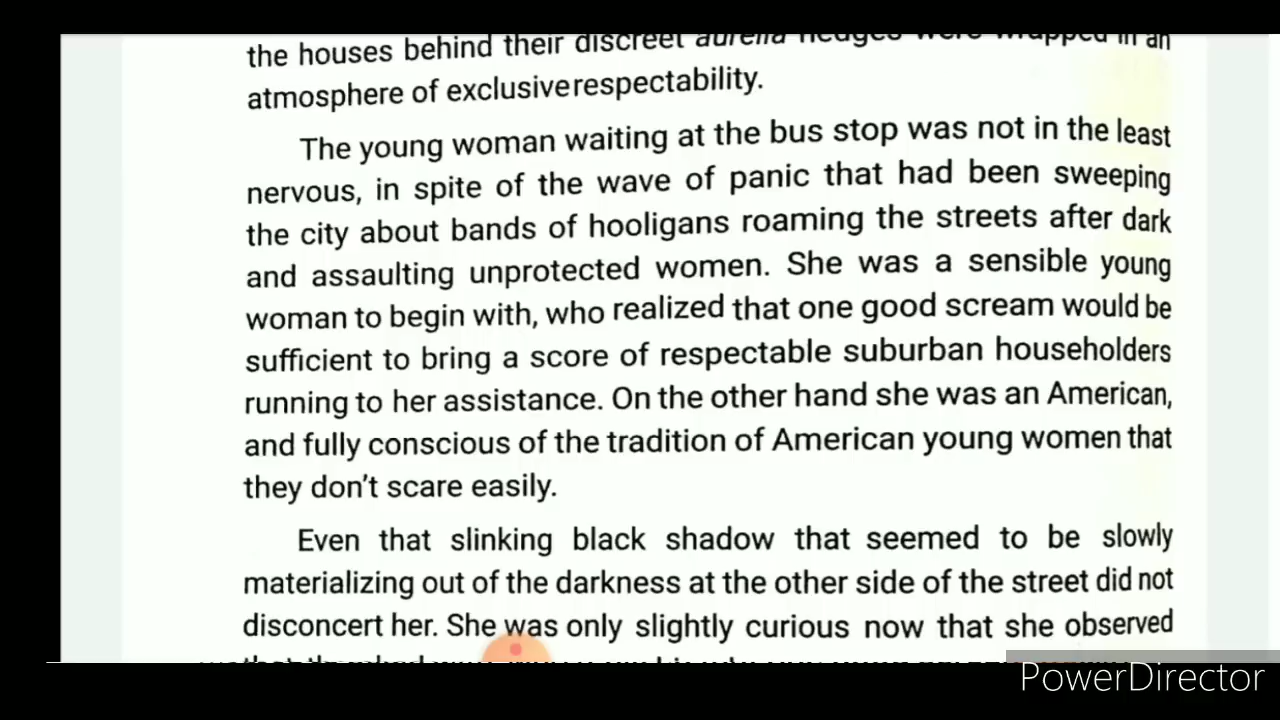 the houses behind their discreet aurelia hedges were wrapped in an
atmosphere of exclusive respectability.
The young woman waiting at the bus stop was not in the least
nervous, in spite of the wave of panic that had been sweeping
the city about bands of hooligans roaming the streets after dark
and assaulting unprotected women. She was a sensible young
woman to begin with, who realized that one good scream would be
sufficient to bring a score of respectable suburban householders
running to her assistance. On the other hand she was an American,
and fully conscious of the tradition of American young women that
they don't scare easily.
Even that slinking black shadow that seemed to be slowly
materializing out of the darkness at the other side of the street did not
disconcert her. She was only slightly curious now that she observed
PowerDirector